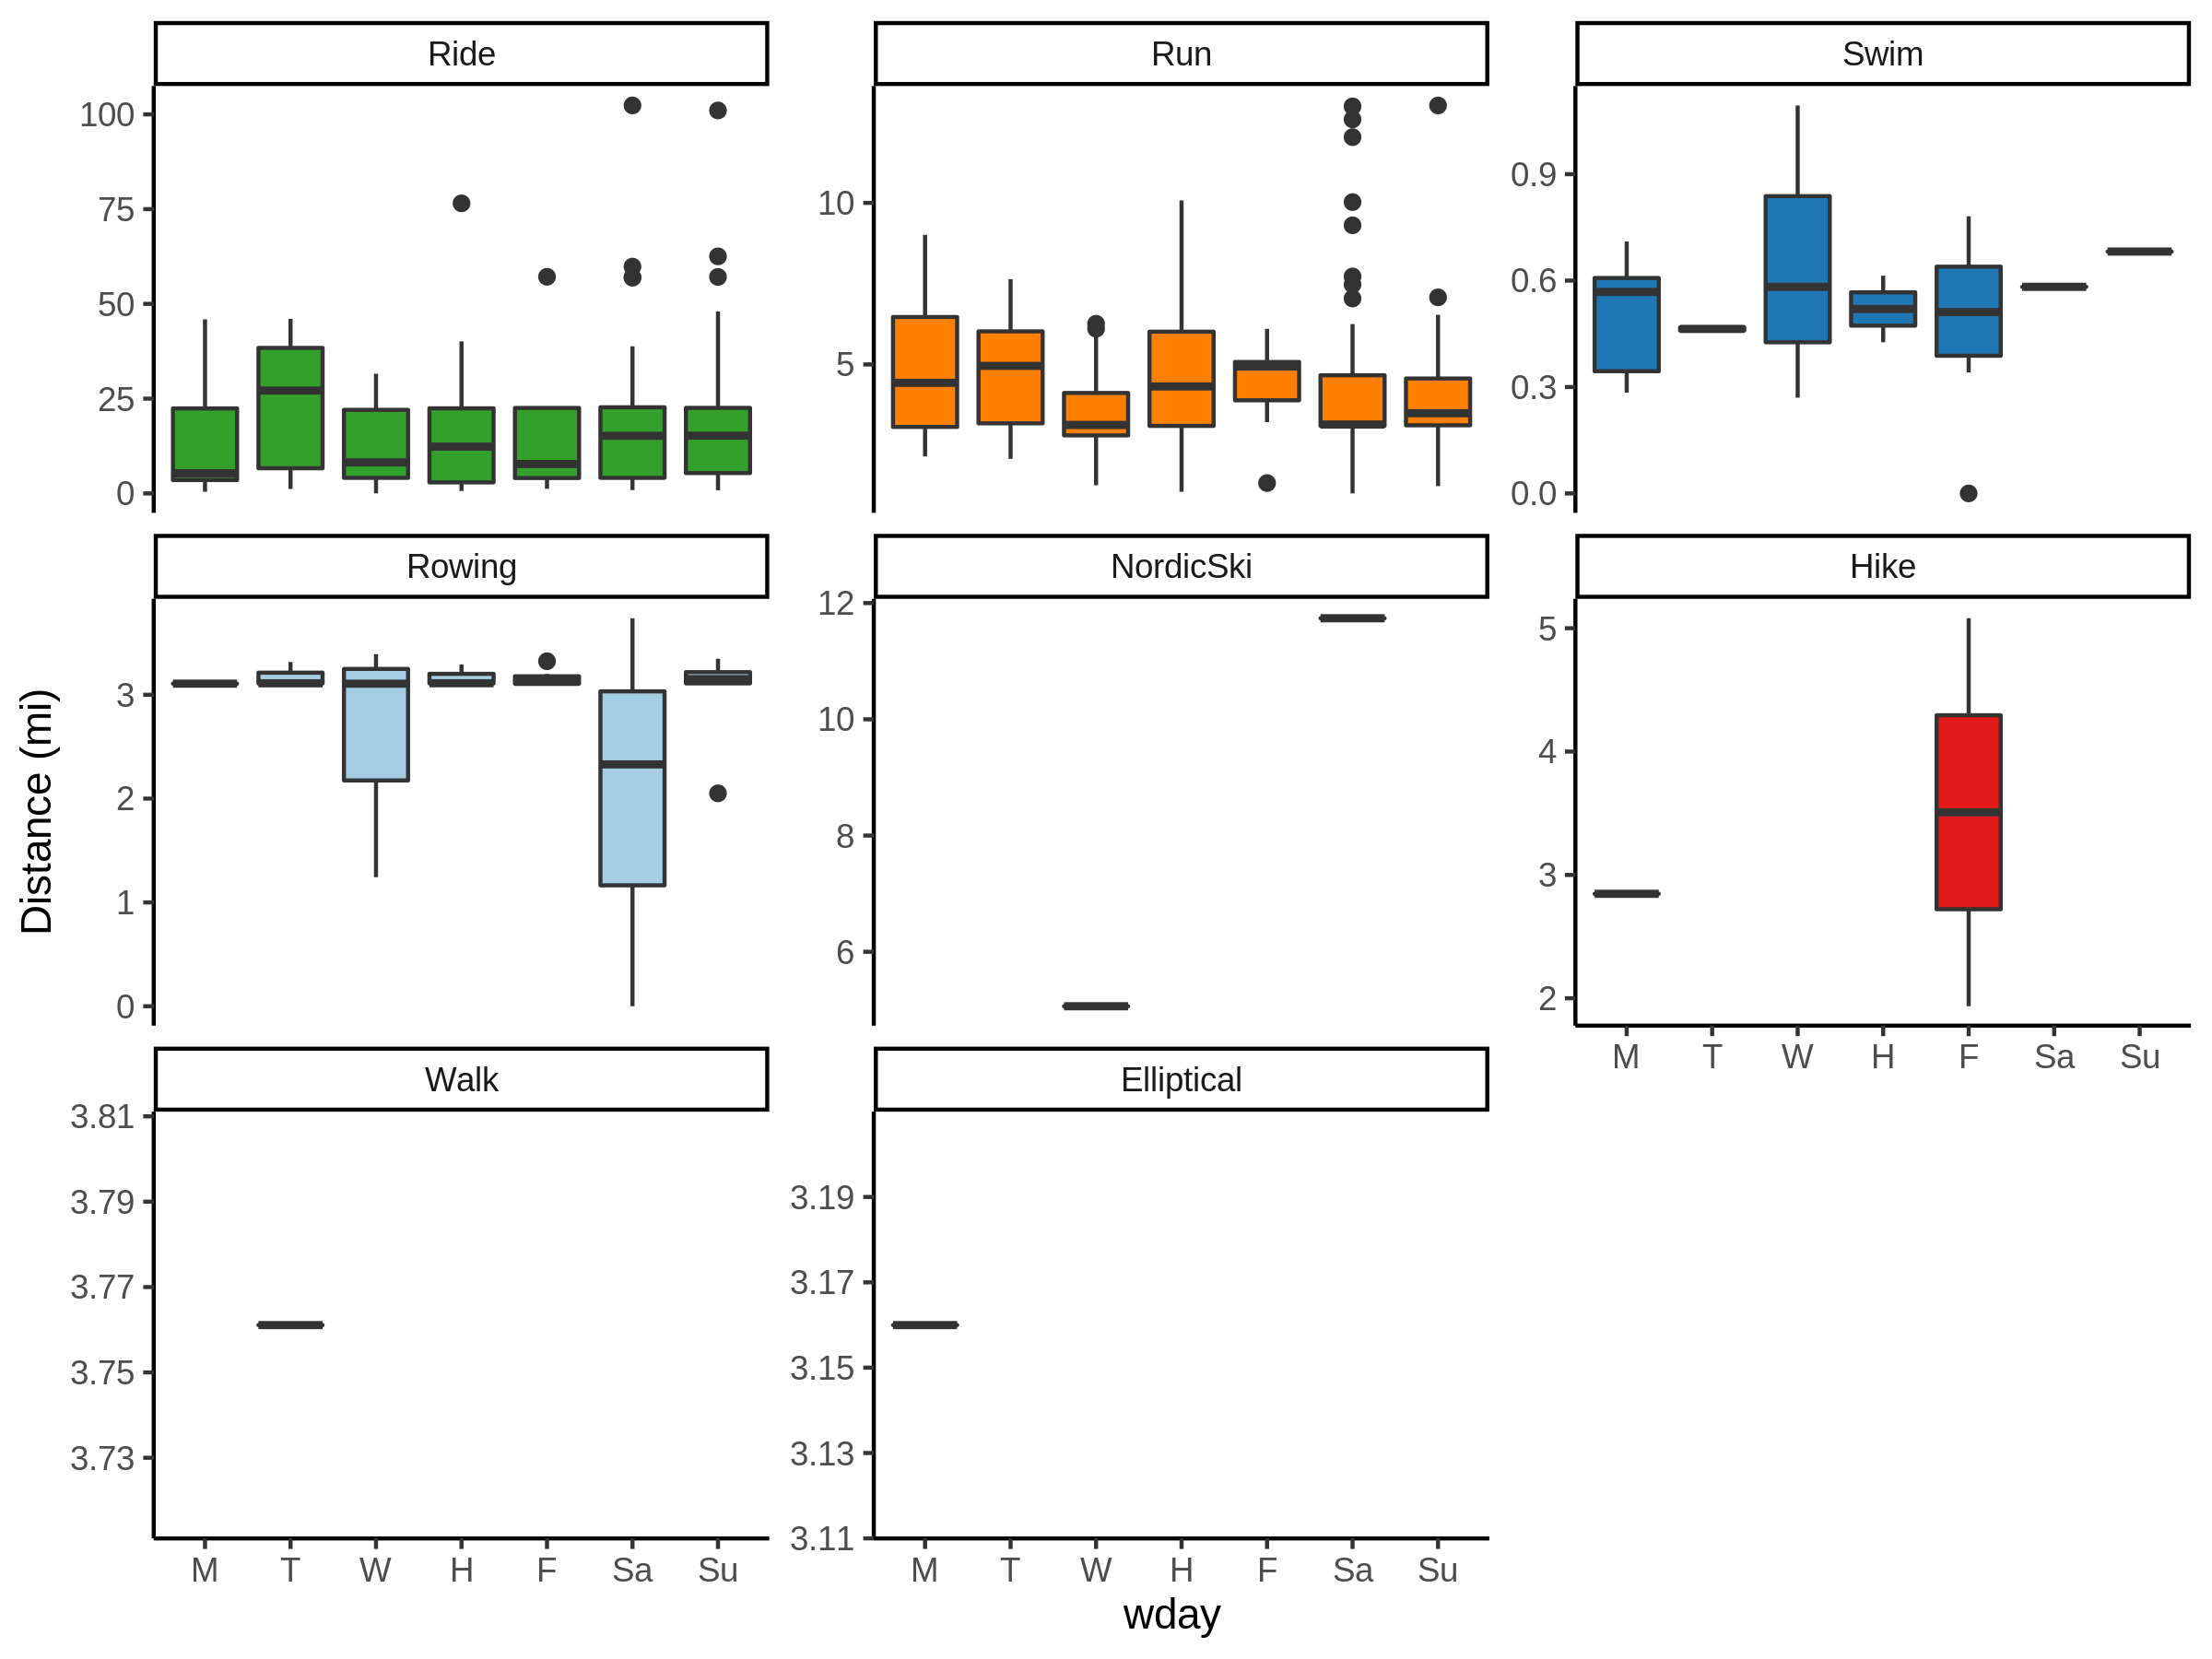 Ride
Run
Swim
100
75
50
25
0
10
5
0.9
0.6
0.3
0.0
Rowing
NordicSki
Hike
3
2
1
0
12
10
8
6
5
4
3
2
M T W H F Sa Su
Walk
Elliptical
3.81
3.79
3.77
3.75
3.73
3.19
3.17
3.15
3.13
3.11
M T W H F Sa Su
M T W H F Sa Su
wday
Distance (mi)